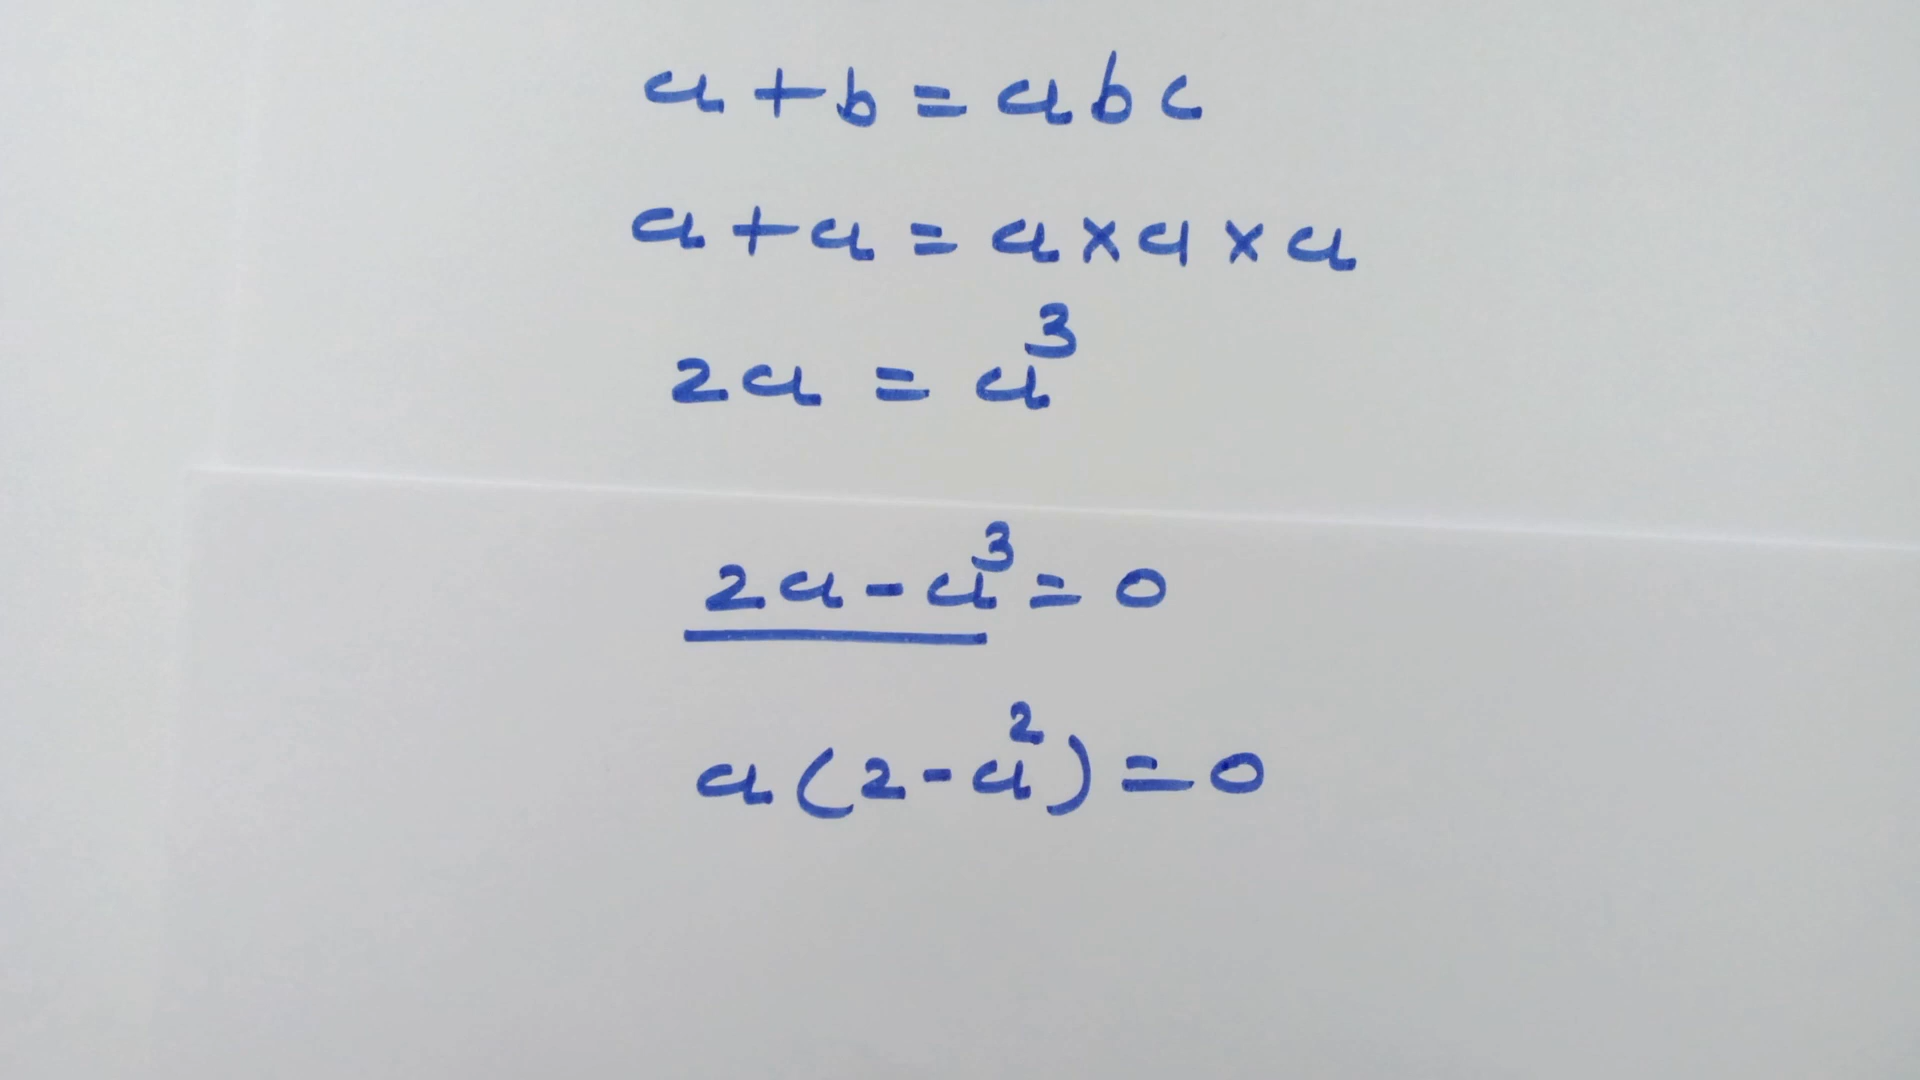 a + b = abc
a + a = a × a × a
2a = a³
2a - a³ = 0
a(2 - a²) = 0